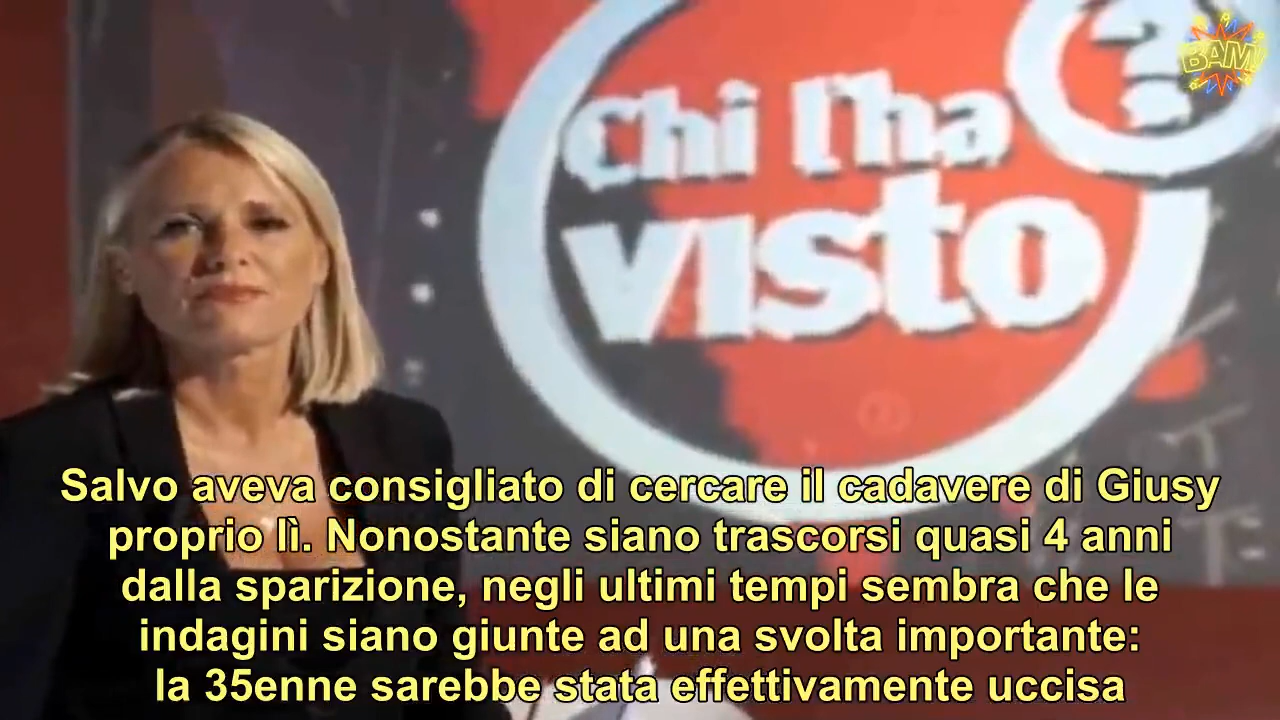 BAM!
Chi l'ha
visto
?
Salvo aveva consigliato di cercare il cadavere di Giusy
proprio lì. Nonostante siano trascorsi quasi 4 anni
dalla sparizione, negli ultimi tempi sembra che le
indagini siano giunte ad una svolta importante:
la 35enne sarebbe stata effettivamente uccisa